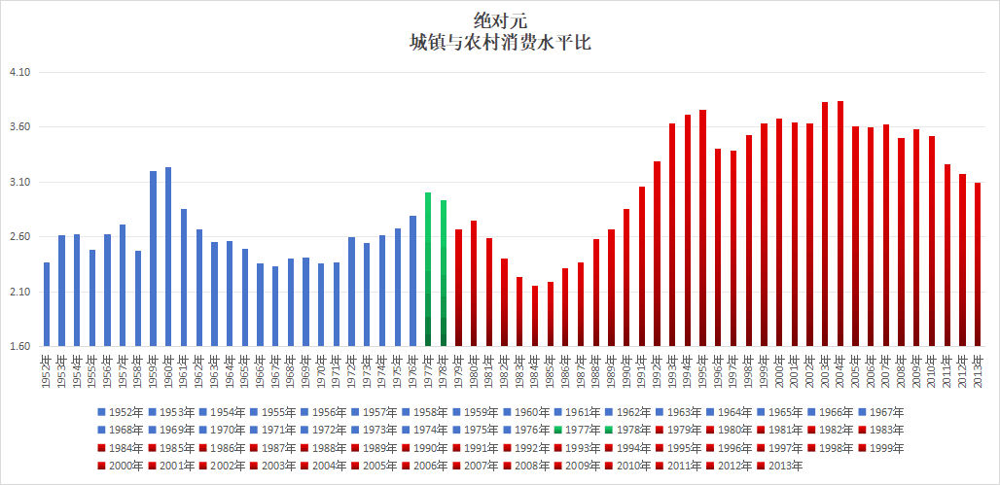 绝对元
城镇与农村消费水平比
4.10
3.60
3.10
2.60
2.10
1.60
1952年 1953年 1954年 1955年 1956年 1957年 1958年 1959年 1960年 1961年 1962年 1963年 1964年 1965年 1966年 1967年 1968年 1969年 1970年 1971年 1972年 1973年 1974年 1975年 1976年 1977年 1978年 1979年 1980年 1981年 1982年 1983年 1984年 1985年 1986年 1987年 1988年 1989年 1990年 1991年 1992年 1993年 1994年 1995年 1996年 1997年 1998年 1999年 2000年 2001年 2002年 2003年 2004年 2005年 2006年 2007年 2008年 2009年 2010年 2011年 2012年 2013年
1952年 1953年 1954年 1955年 1956年 1957年 1958年 1959年 1960年 1961年 1962年 1963年 1964年 1965年 1966年 1967年
1968年 1969年 1970年 1971年 1972年 1973年 1974年 1975年 1976年 1977年 1978年 1979年 1980年 1981年 1982年 1983年
1984年 1985年 1986年 1987年 1988年 1989年 1990年 1991年 1992年 1993年 1994年 1995年 1996年 1997年 1998年 1999年
2000年 2001年 2002年 2003年 2004年 2005年 2006年 2007年 2008年 2009年 2010年 2011年 2012年 2013年